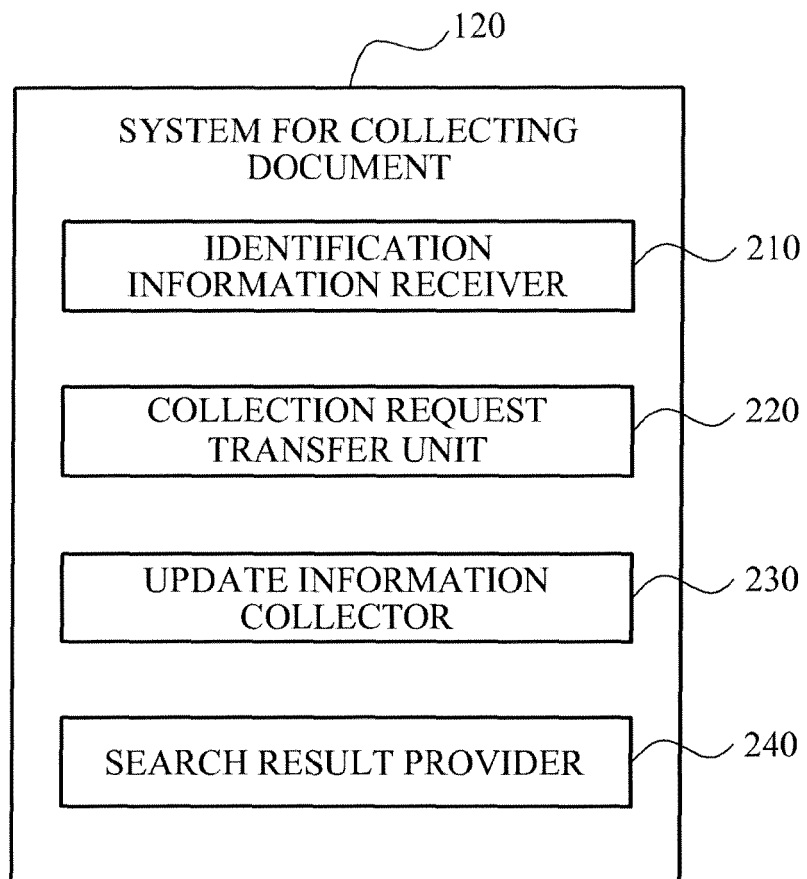 120
SYSTEM FOR COLLECTING
DOCUMENT
IDENTIFICATION
INFORMATION RECEIVER
210
COLLECTION REQUEST
TRANSFER UNIT
220
UPDATE INFORMATION
COLLECTOR
230
SEARCH RESULT PROVIDER
240